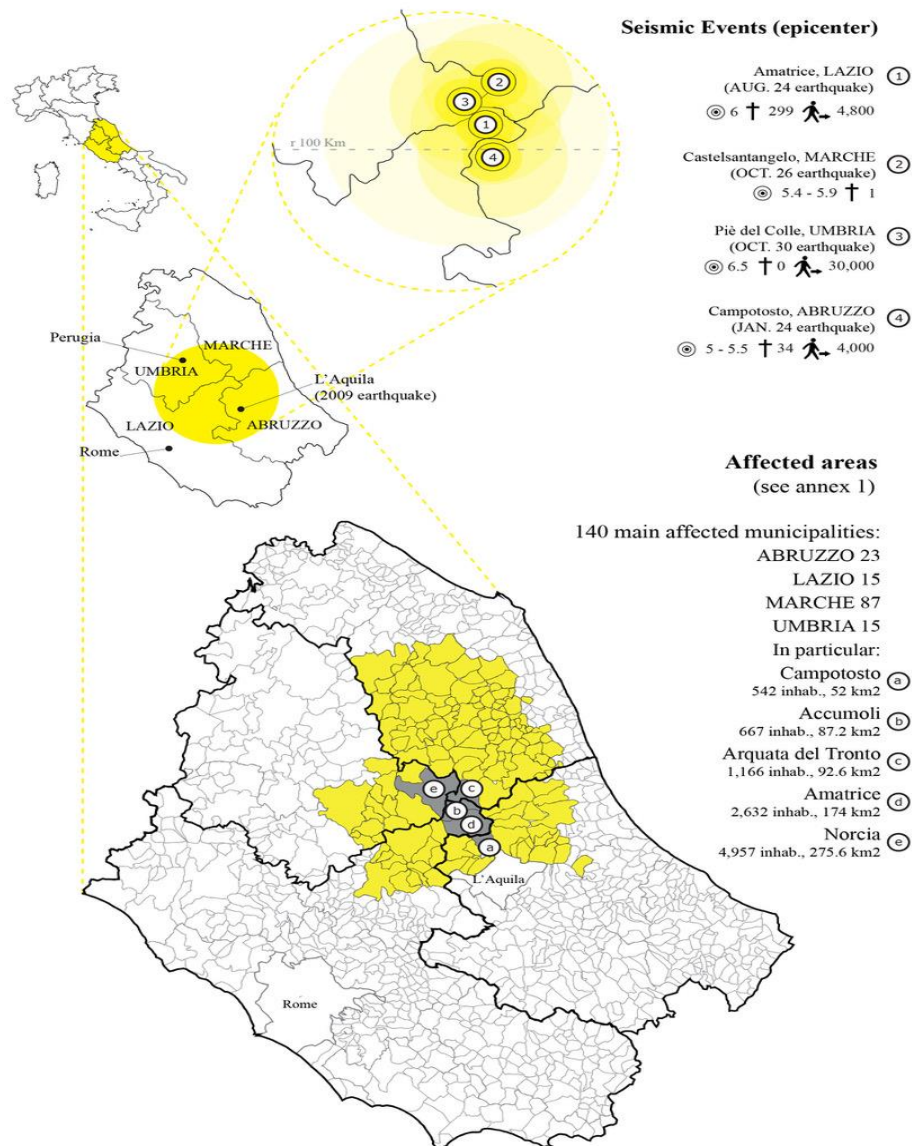 Seismic Events (epicenter)
Amatrice, LAZIO
(AUG. 24 earthquake)
1
6 299 4,800
Castelsantangelo, MARCHE
(OCT. 26 earthquake)
2
5.4 - 5.9 1
Piè del Colle, UMBRIA
(OCT. 30 earthquake)
3
6.5 0 30,000
Campotosto, ABRUZZO
(JAN. 24 earthquake)
4
5 - 5.5 34 4,000
2
3
1
r 100 Km
4
Perugia
MARCHE
UMBRIA
L'Aquila
(2009 earthquake)
LAZIO
ABRUZZO
Rome
Affected areas
(see annex 1)
140 main affected municipalities:
ABRUZZO 23
LAZIO 15
MARCHE 87
UMBRIA 15
In particular:
Campotosto
542 inhab., 52 km2
a
Accumoli
667 inhab., 87.2 km2
b
Arquata del Tronto
1,166 inhab., 92.6 km2
c
Amatrice
2,632 inhab., 174 km2
d
Norcia
4,957 inhab., 275.6 km2
e
e
c
b
d
a
L'Aquila
Rome